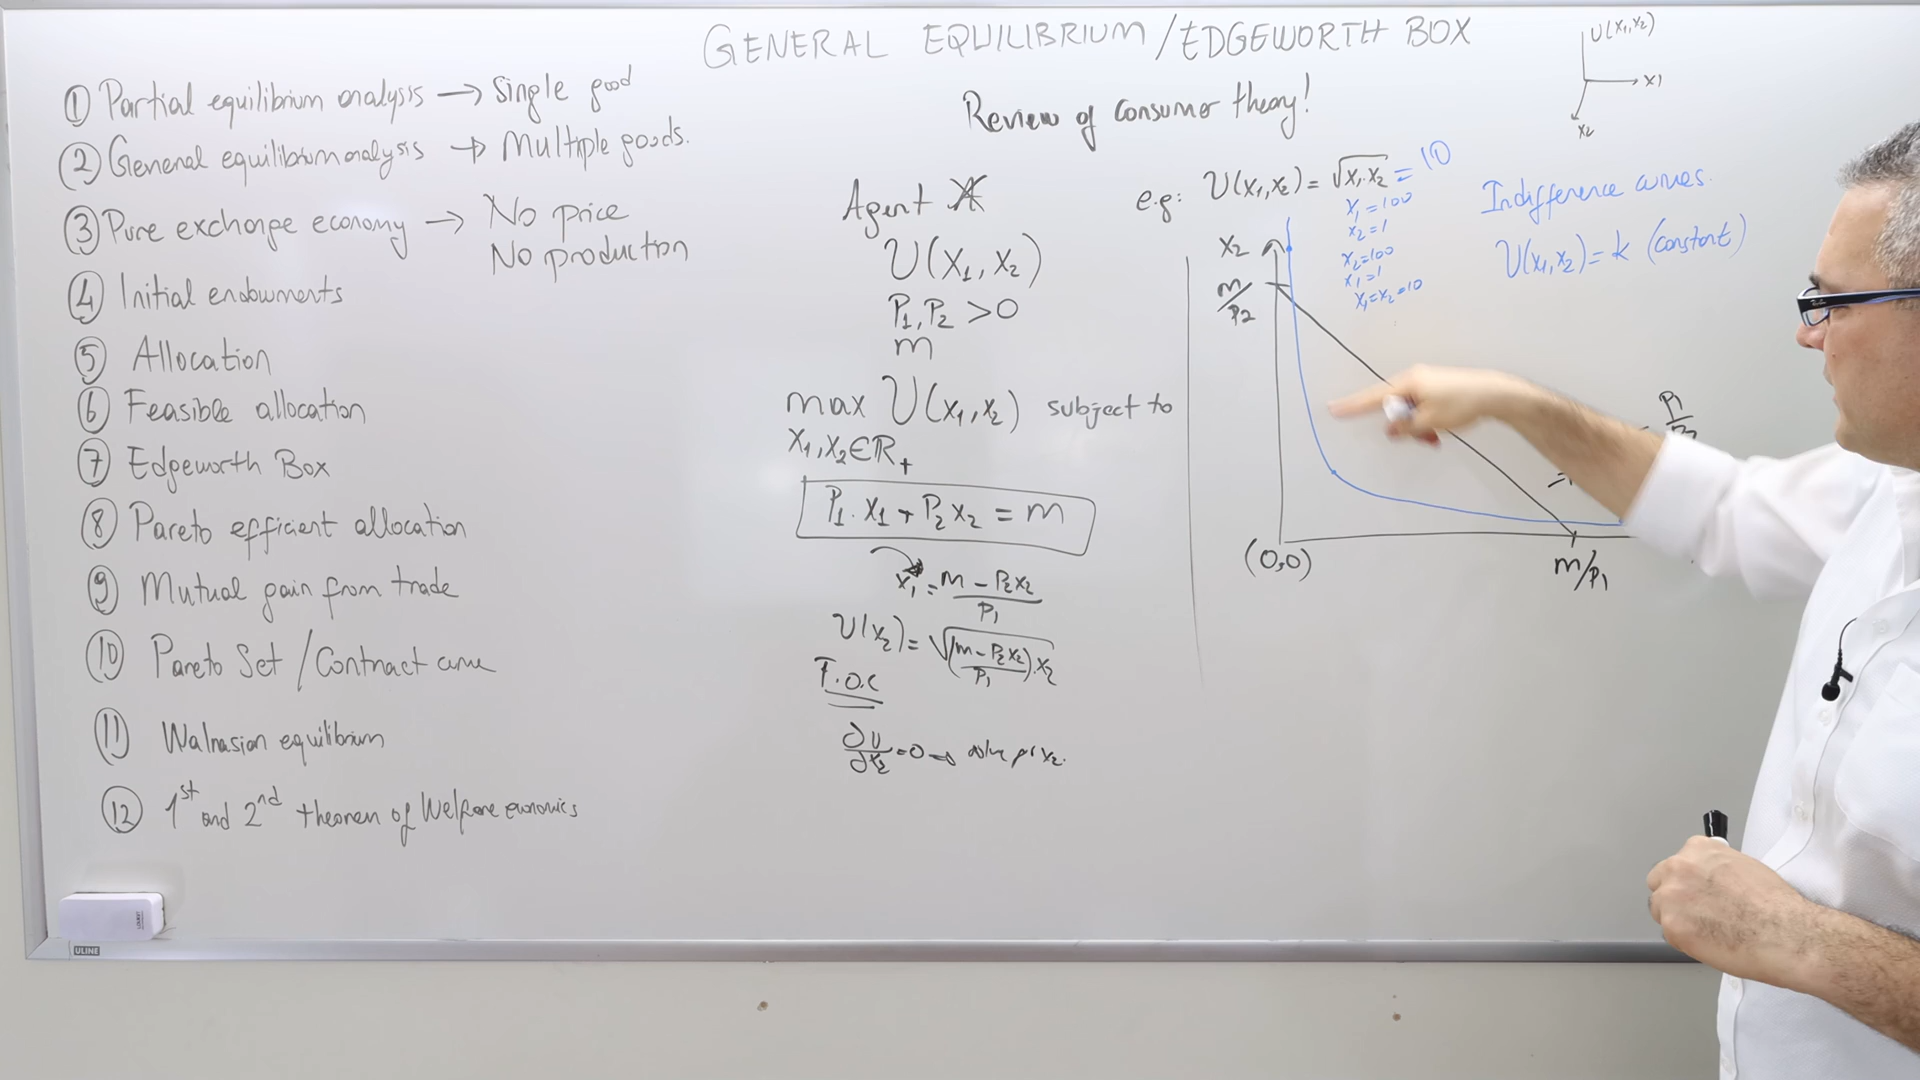 GENERAL EQUILIBRIUM/EDGEWORTH BOX
① Partial equilibrium analysis → Single good
② General equilibrium analysis → Multiple goods.
③ Pure exchange economy → No price
No production
④ Initial endowments
⑤ Allocation
⑥ Feasible allocation
⑦ Edgeworth Box
⑧ Pareto efficient allocation
⑨ Mutual gain from trade
⑩ Pareto Set / Contract curve
⑪ Walrasian equilibrium
⑫ 1st and 2nd theorem of Welfare economics
Review of consumer theory!
Agent A
U(x₁, x₂)
P₁, P₂ > 0
m
max U(x₁, x₂) subject to
x₁, x₂ ∈ ℝ₊
P₁. x₁ + P₂ x₂ = m
x₁ = m - P₂x₂ / P₁
U(x₂) = √((m - P₂x₂ / P₁) . x₂)
F.O.C
∂U/∂x₂ = 0 → solve for x₂.
e.g: U(x₁, x₂) = √x₁.x₂ = 10
x₁ = 100
x₂ = 1
x₂ = 100
x₁ = 1
x₁ = x₂ = 10
Indifference curves.
U(x₁, x₂) = k (constant)
U(x₁, x₂)
x₁
x₂
x₂
m/P₂
(0,0)
m/P₁
P₁
ULINE